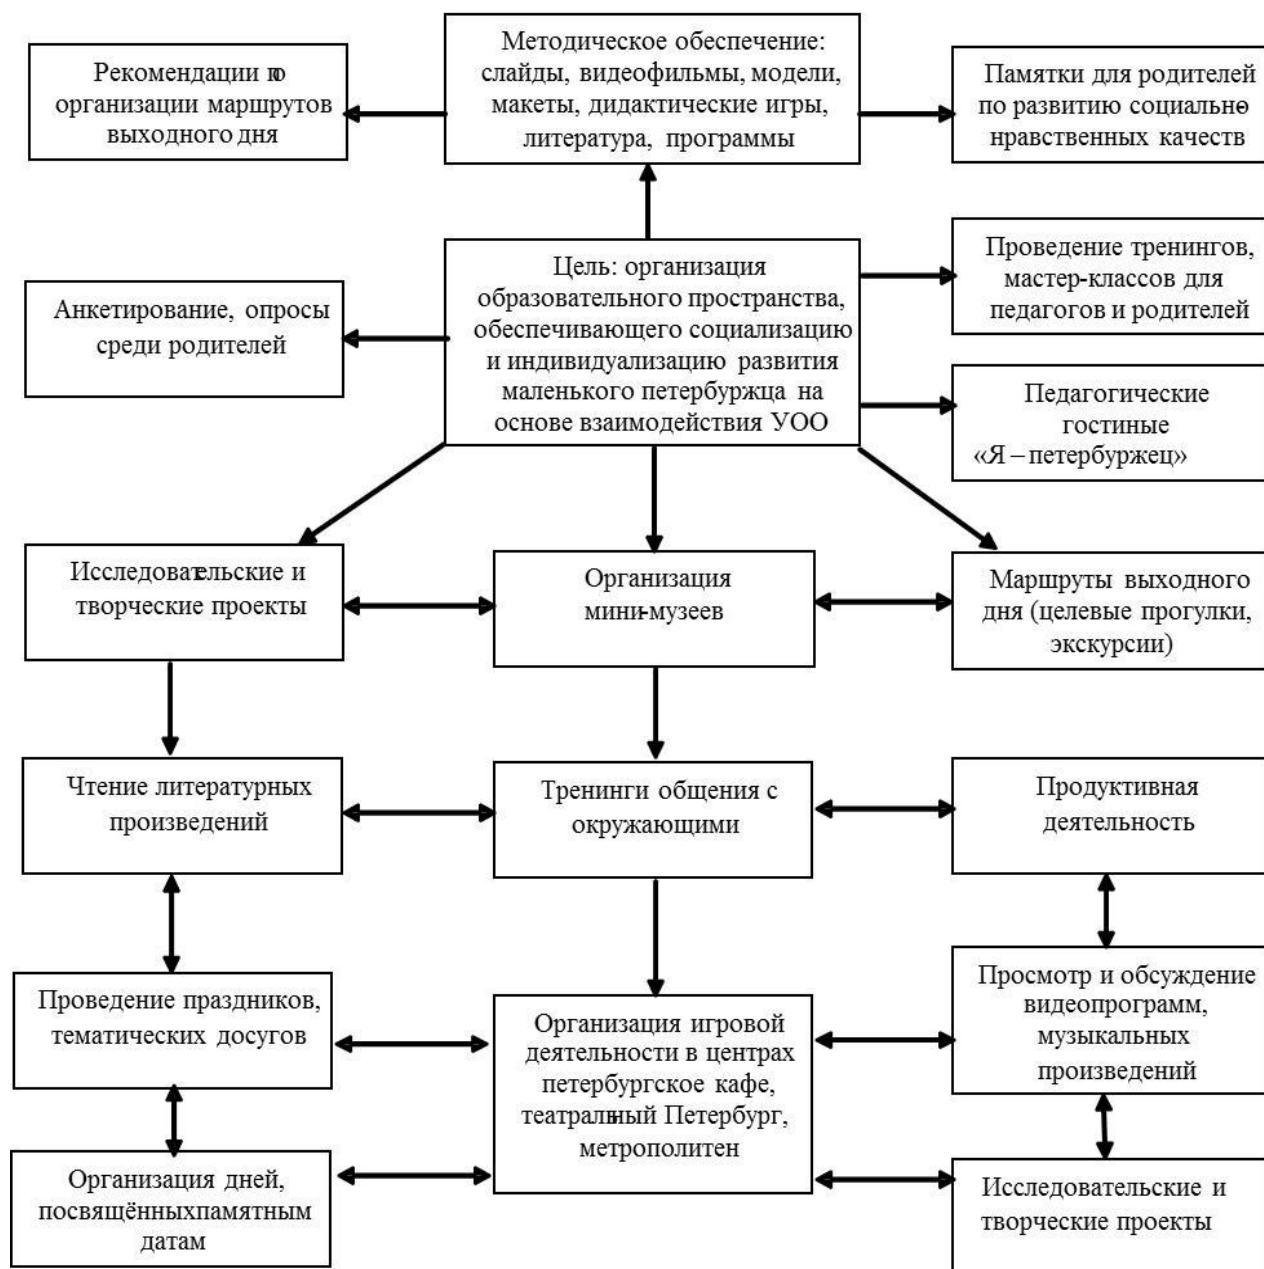 Методическое обеспечение:
слайды, видеофильмы, модели,
макеты, дидактические игры,
литература, программы
Рекомендации по
организации маршрутов
выходного дня
Памятки для родителей
по развитию социально-
нравственных качеств
Цель: организация
образовательного пространства,
обеспечивающего социализацию
и индивидуализацию развития
маленького петербуржца на
основе взаимодействия УОО
Проведение тренингов,
мастер-классов для
педагогов и родителей
Анкетирование, опросы
среди родителей
Педагогические
гостиные
«Я – петербуржец»
Исследовательские и
творческие проекты
Организация
мини-музеев
Маршруты выходного
дня (целевые прогулки,
экскурсии)
Чтение литературных
произведений
Тренинги общения с
окружающими
Продуктивная
деятельность
Проведение праздников,
тематических досугов
Организация игровой
деятельности в центрах
петербургское кафе,
театральный Петербург,
метрополитен
Просмотр и обсуждение
видеопрограмм,
музыкальных
произведений
Организация дней,
посвящённыхпамятным
датам
Исследовательские и
творческие проекты